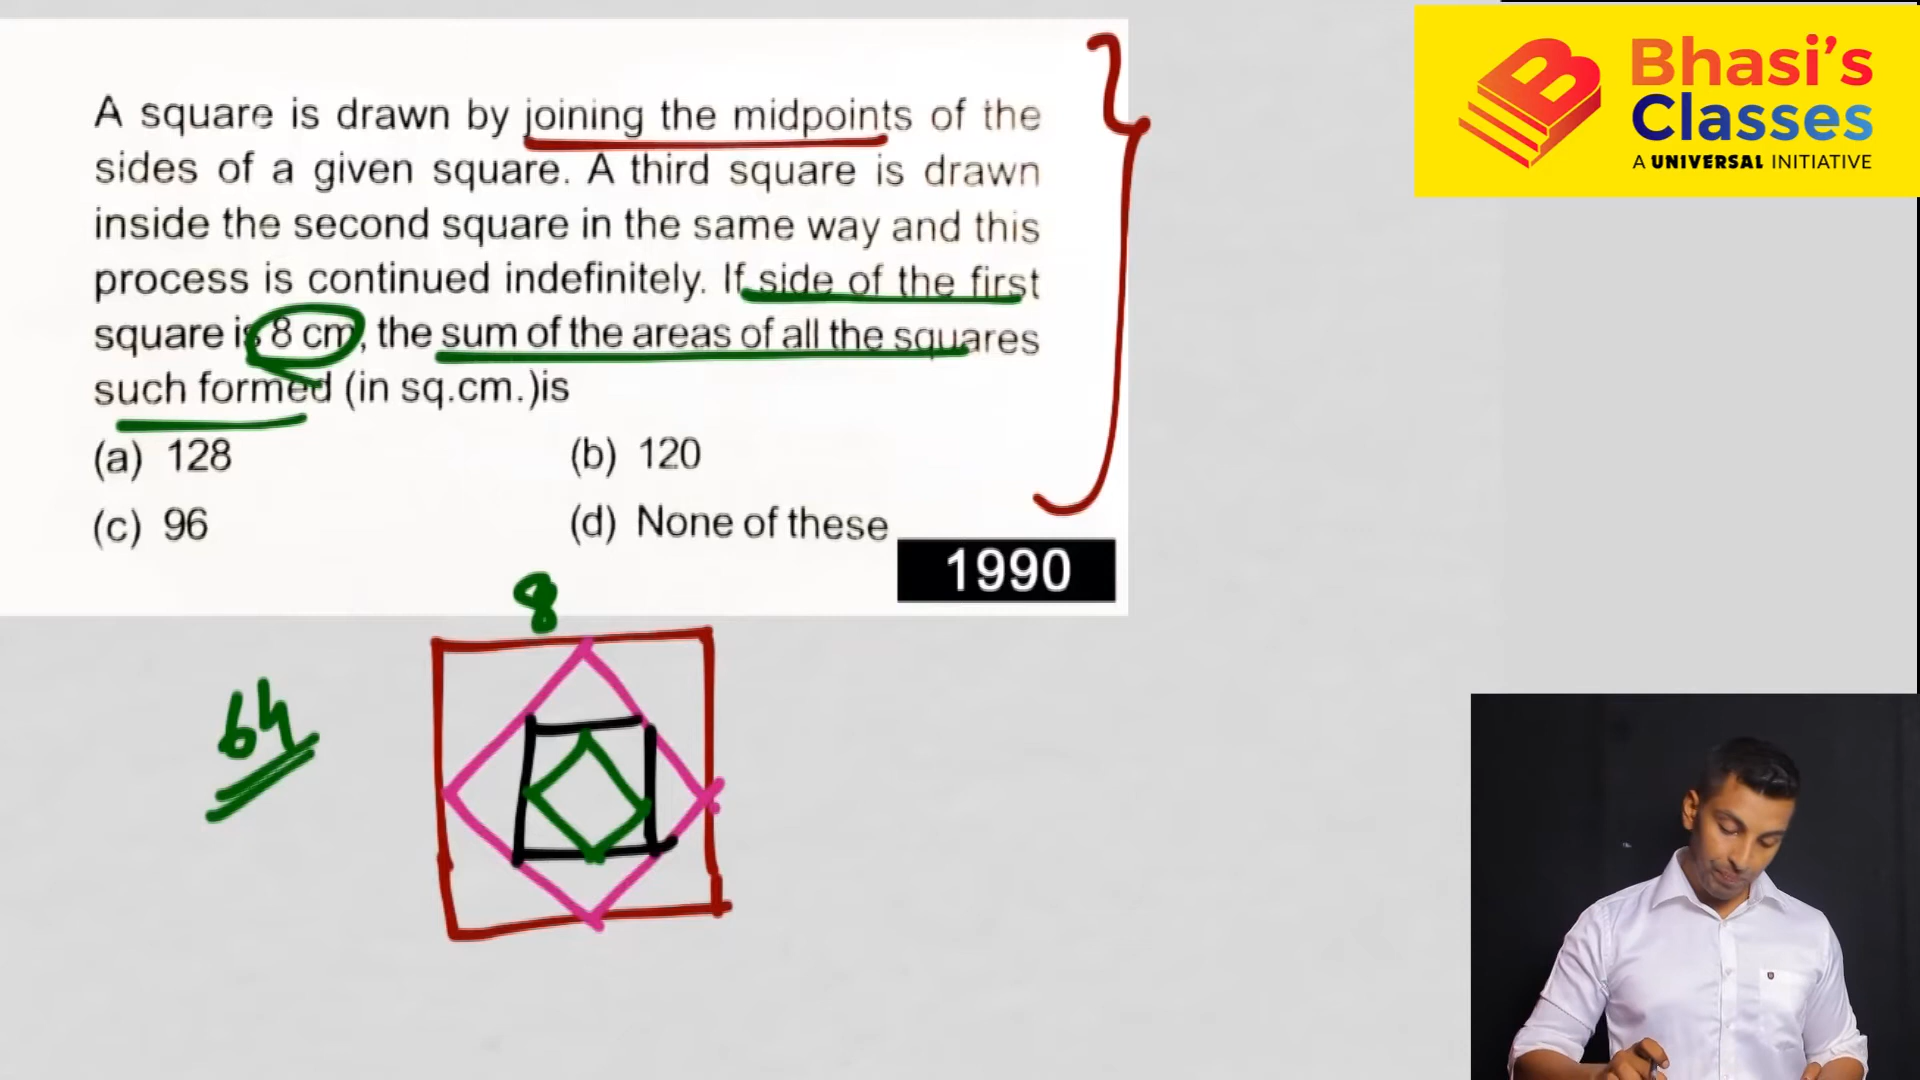 A square is drawn by joining the midpoints of the
sides of a given square. A third square is drawn
inside the second square in the same way and this
process is continued indefinitely. If side of the first
square is 8 cm, the sum of the areas of all the squares
such formed (in sq.cm.)is
(a) 128
(b) 120
(c) 96
(d) None of these
1990
8
64
Bhasi's
Classes
A UNIVERSAL INITIATIVE